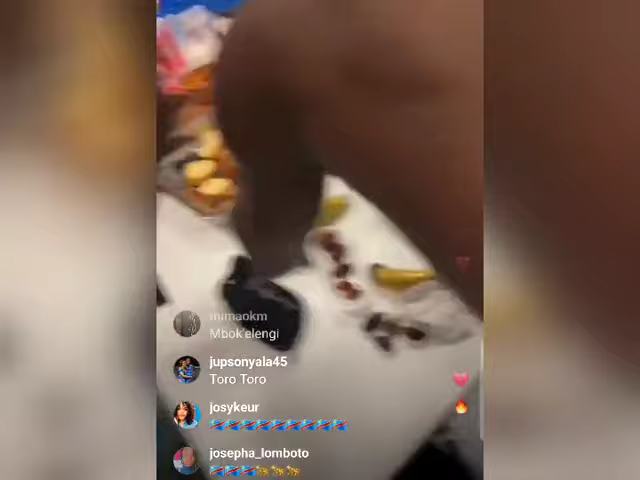 mimaokm
Mbok'elengi
jupsonyala45
Toro Toro
josykeur
🇨🇩🇨🇩🇨🇩🇨🇩🇨🇩🇨🇩🇨🇩🇨🇩🇨🇩
josepha_lomboto
🇨🇩🇨🇩🇨🇩🐆🐆🐆